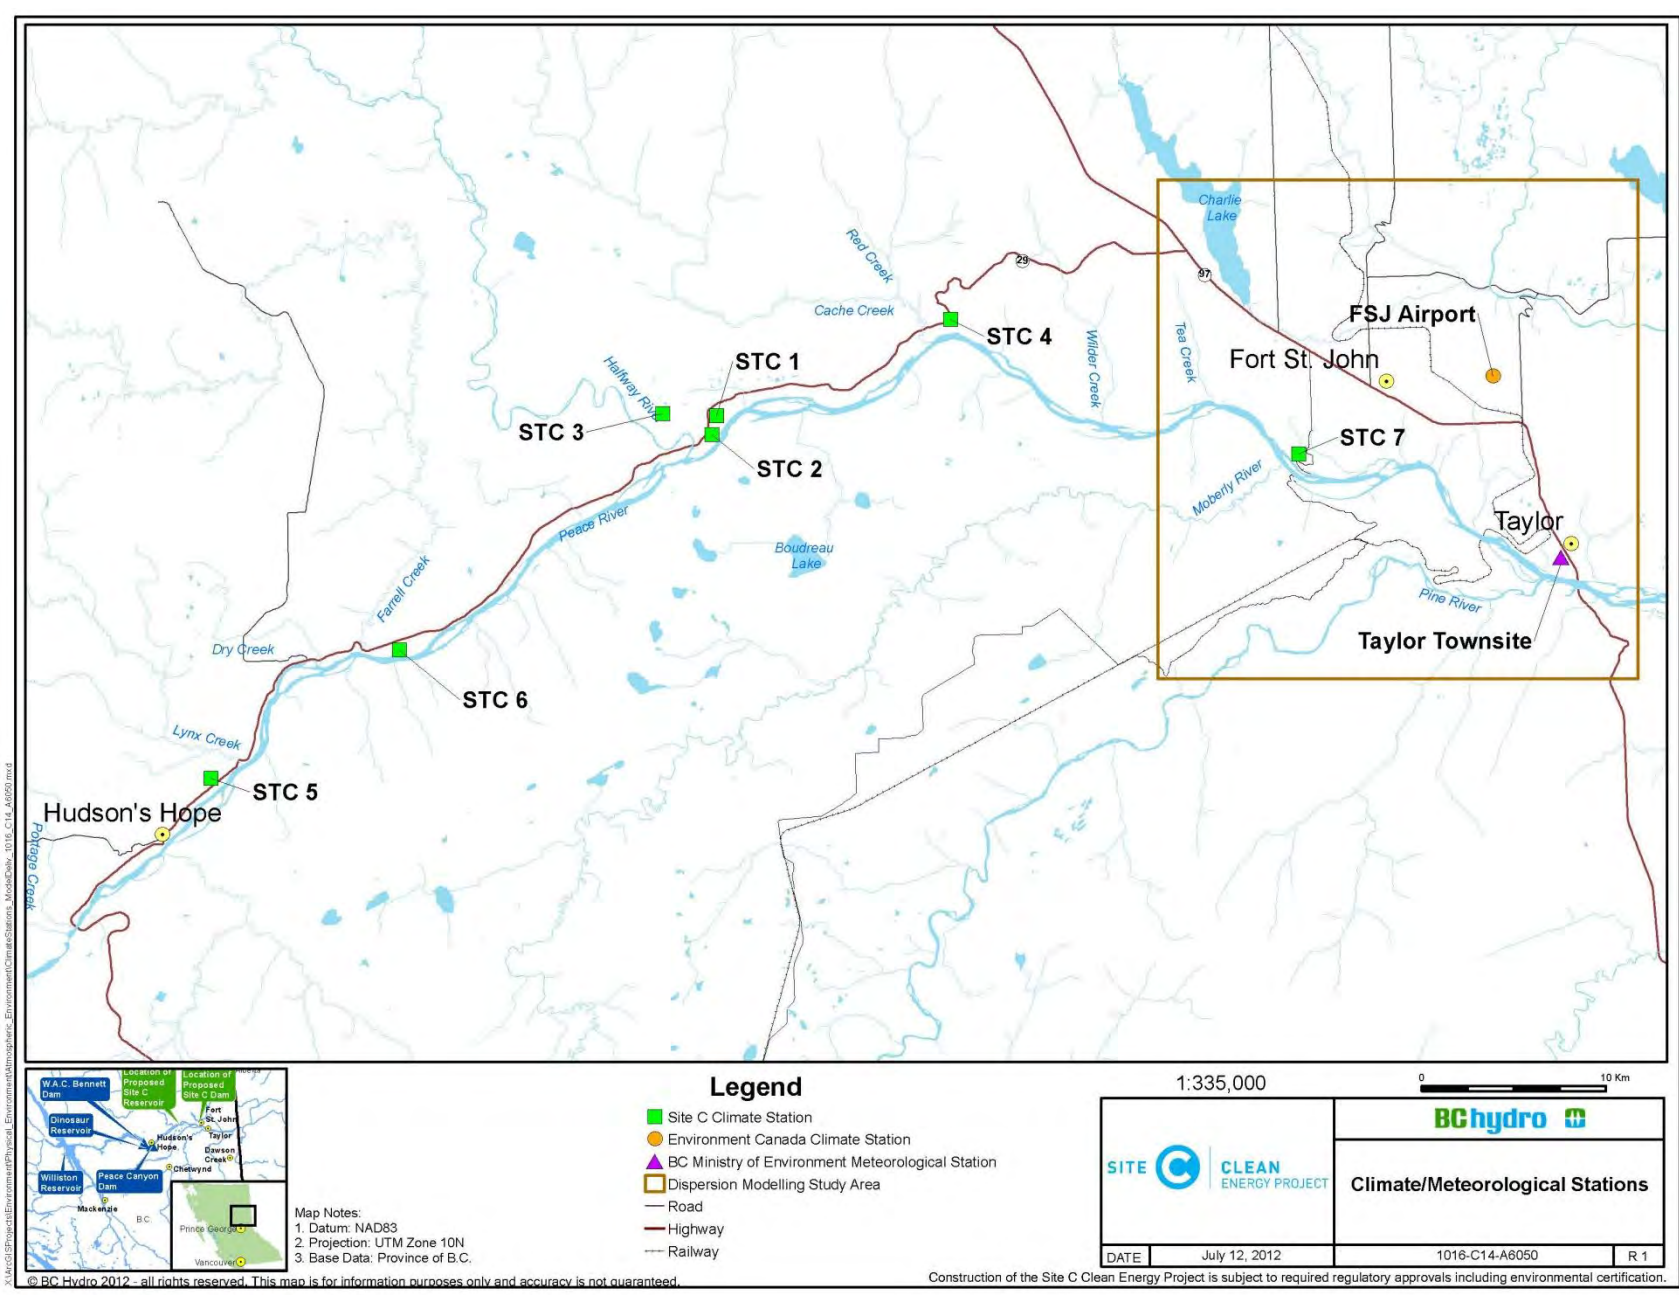 Charlie
Lake
Red Creek
29
97
Cache Creek
FSJ Airport
STC 4
Wilder Creek
Tea Creek
Fort St. John
STC 1
Halfway River
STC 3
STC 7
STC 2
Moberly River
Peace River
Taylor
Boudreau
Lake
Farrell Creek
Pine River
Taylor Townsite
Dry Creek
STC 6
Lynx Creek
STC 5
Hudson's Hope
Portage Creek
X:\ArcGISProjects\Environment\Physical_Environment\Atmospheric_Environment\ClimateStations_ModelDeliv_1016_C14_A6050.mxd
W.A.C. Bennett
Dam
Location of
Proposed
Site C
Reservoir
Location of
Proposed
Site C Dam
Alberta
Dinosaur
Reservoir
Fort
St. John
Taylor
Hudson's
Hope
Dawson
Creek
Chetwynd
Williston
Reservoir
Peace Canyon
Dam
Mackenzie
B.C.
Prince George
Vancouver
Map Notes:
1. Datum: NAD83
2. Projection: UTM Zone 10N
3. Base Data: Province of B.C.
Legend
Site C Climate Station
Environment Canada Climate Station
BC Ministry of Environment Meteorological Station
Dispersion Modelling Study Area
Road
Highway
Railway
1:335,000
0 10 Km
SITE C CLEAN
ENERGY PROJECT
BC hydro
Climate/Meteorological Stations
DATE July 12, 2012 1016-C14-A6050 R 1
© BC Hydro 2012 - all rights reserved. This map is for information purposes only and accuracy is not guaranteed.
Construction of the Site C Clean Energy Project is subject to required regulatory approvals including environmental certification.